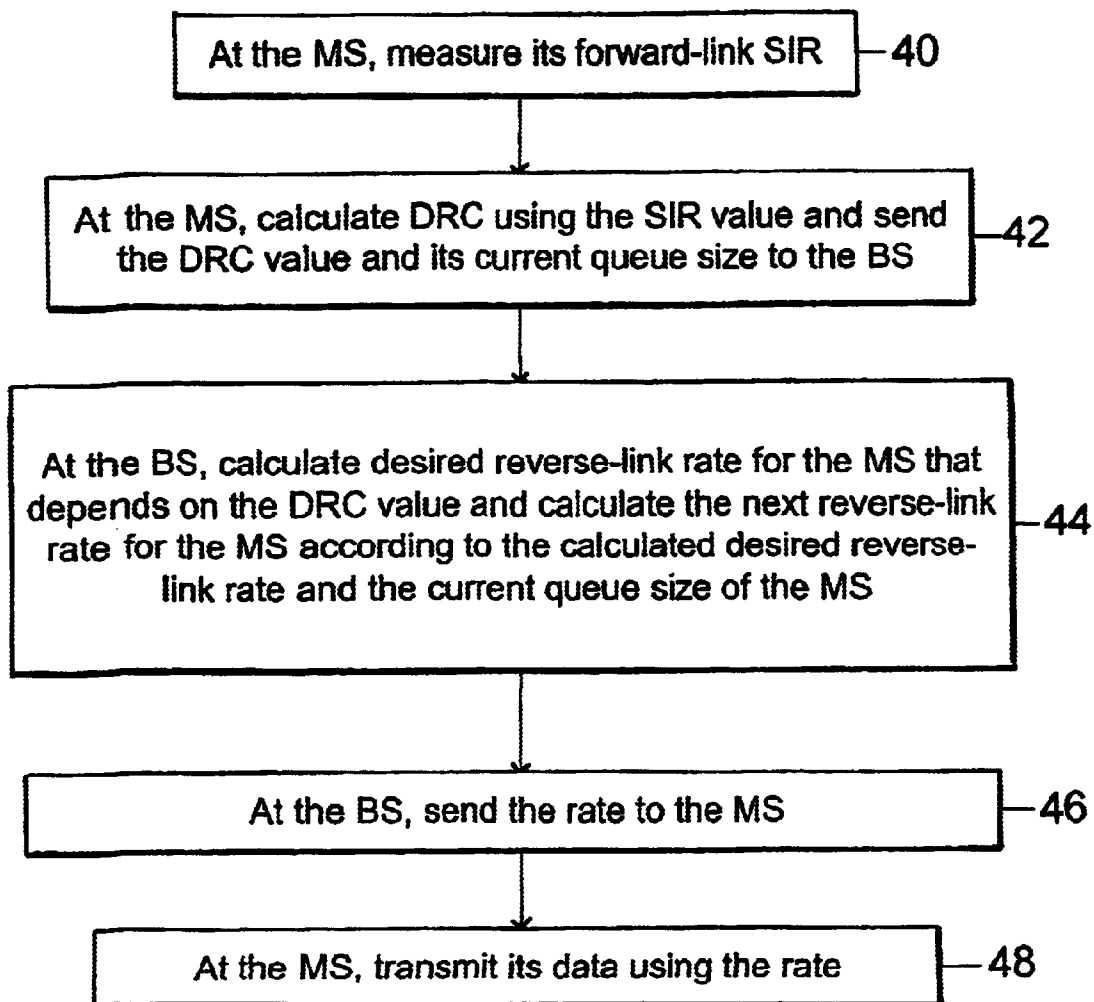 At the MS, measure its forward-link SIR 40
At the MS, calculate DRC using the SIR value and send
the DRC value and its current queue size to the BS
42
At the BS, calculate desired reverse-link rate for the MS that
depends on the DRC value and calculate the next reverse-link
rate for the MS according to the calculated desired reverse-
link rate and the current queue size of the MS
44
At the BS, send the rate to the MS 46
At the MS, transmit its data using the rate 48